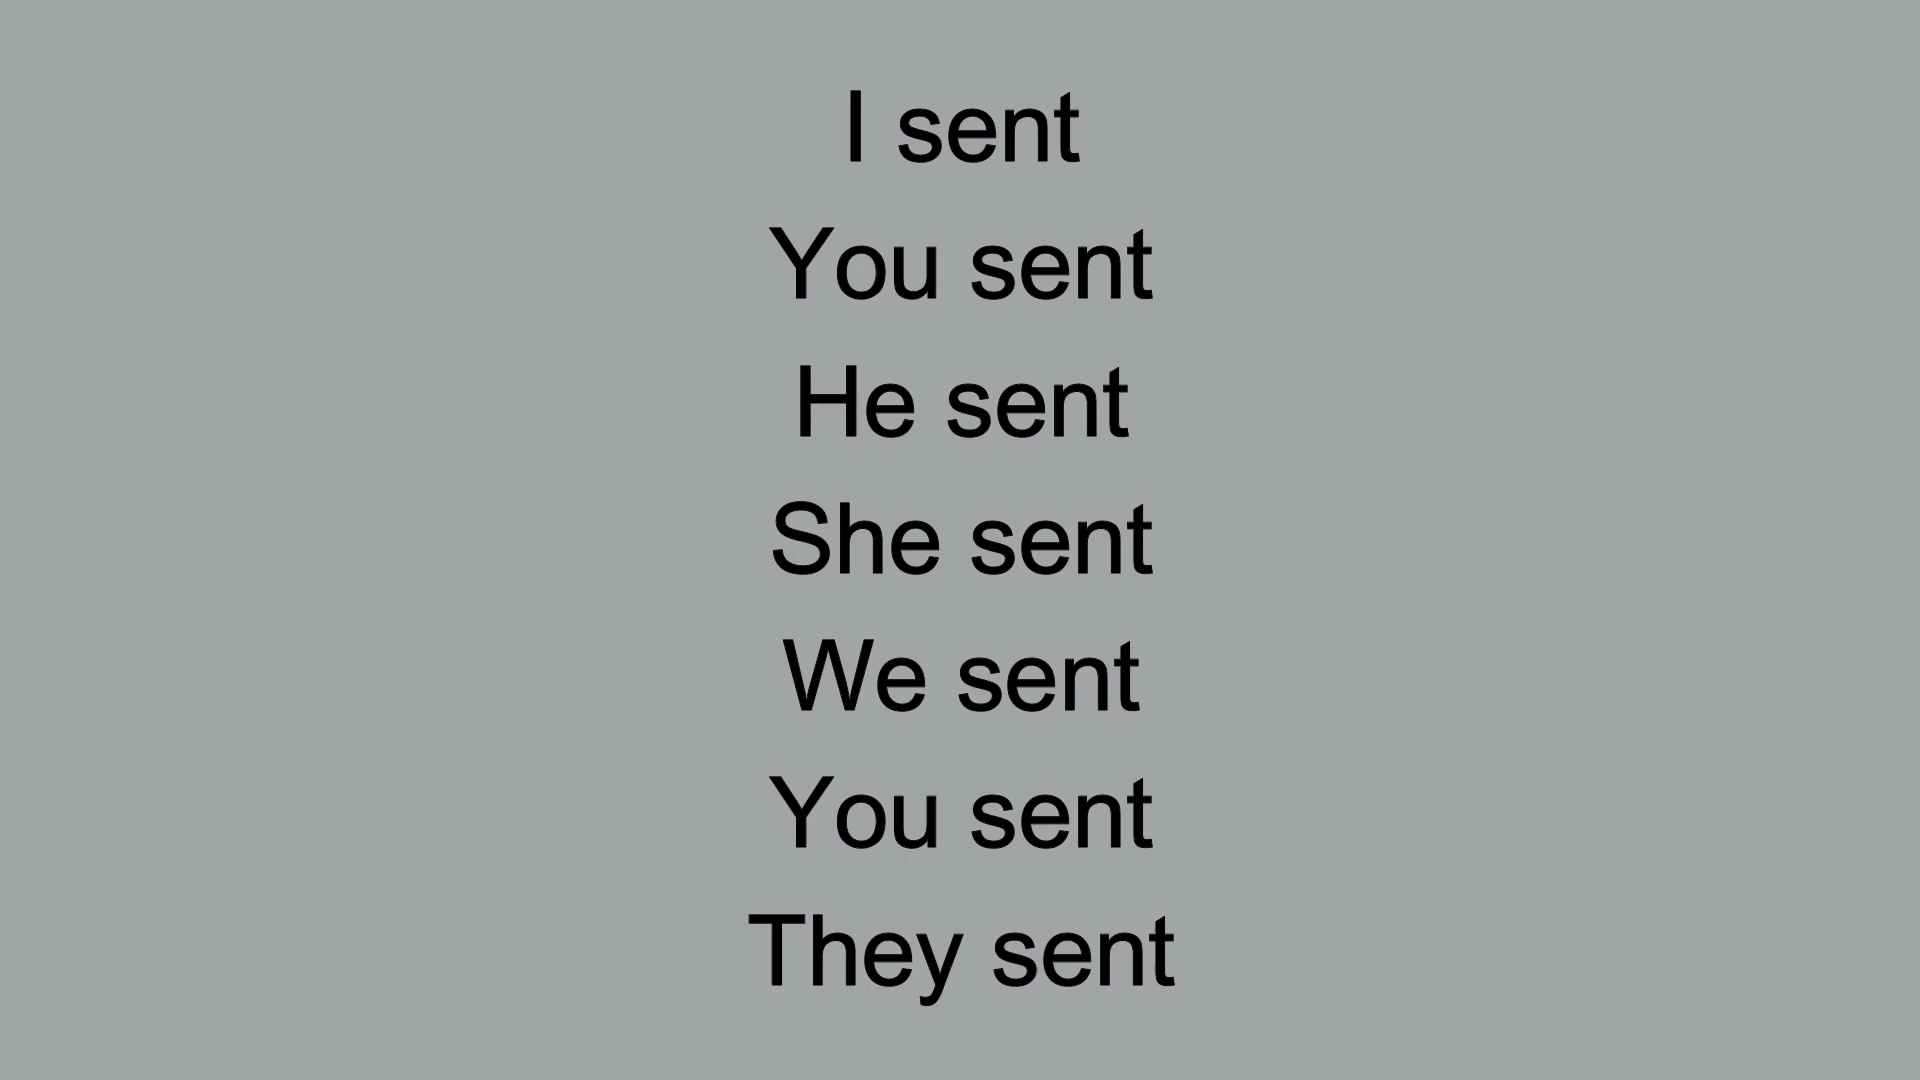 I sent
You sent
He sent
She sent
We sent
You sent
They sent